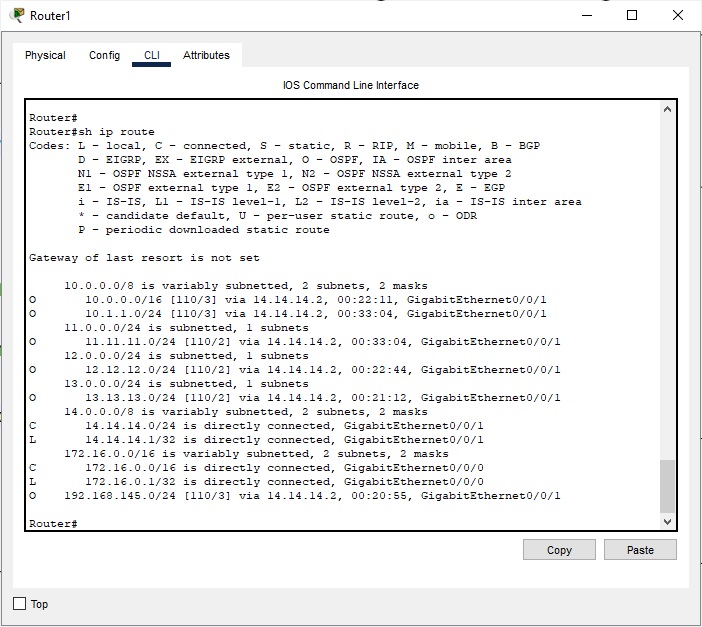 Router1
Physical Config CLI Attributes
IOS Command Line Interface
Router#
Router#sh ip route
Codes: L - local, C - connected, S - static, R - RIP, M - mobile, B - BGP
D - EIGRP, EX - EIGRP external, O - OSPF, IA - OSPF inter area
N1 - OSPF NSSA external type 1, N2 - OSPF NSSA external type 2
E1 - OSPF external type 1, E2 - OSPF external type 2, E - EGP
i - IS-IS, L1 - IS-IS level-1, L2 - IS-IS level-2, ia - IS-IS inter area
* - candidate default, U - per-user static route, o - ODR
P - periodic downloaded static route
Gateway of last resort is not set
10.0.0.0/8 is variably subnetted, 2 subnets, 2 masks
O 10.0.0.0/16 [110/3] via 14.14.14.2, 00:22:11, GigabitEthernet0/0/1
O 10.1.1.0/24 [110/3] via 14.14.14.2, 00:33:04, GigabitEthernet0/0/1
11.0.0.0/24 is subnetted, 1 subnets
O 11.11.11.0/24 [110/2] via 14.14.14.2, 00:33:04, GigabitEthernet0/0/1
12.0.0.0/24 is subnetted, 1 subnets
O 12.12.12.0/24 [110/2] via 14.14.14.2, 00:22:44, GigabitEthernet0/0/1
13.0.0.0/24 is subnetted, 1 subnets
O 13.13.13.0/24 [110/2] via 14.14.14.2, 00:21:12, GigabitEthernet0/0/1
14.0.0.0/8 is variably subnetted, 2 subnets, 2 masks
C 14.14.14.0/24 is directly connected, GigabitEthernet0/0/1
L 14.14.14.1/32 is directly connected, GigabitEthernet0/0/1
172.16.0.0/16 is variably subnetted, 2 subnets, 2 masks
C 172.16.0.0/16 is directly connected, GigabitEthernet0/0/0
L 172.16.0.1/32 is directly connected, GigabitEthernet0/0/0
O 192.168.145.0/24 [110/3] via 14.14.14.2, 00:20:55, GigabitEthernet0/0/1
Router#
Copy Paste
Top